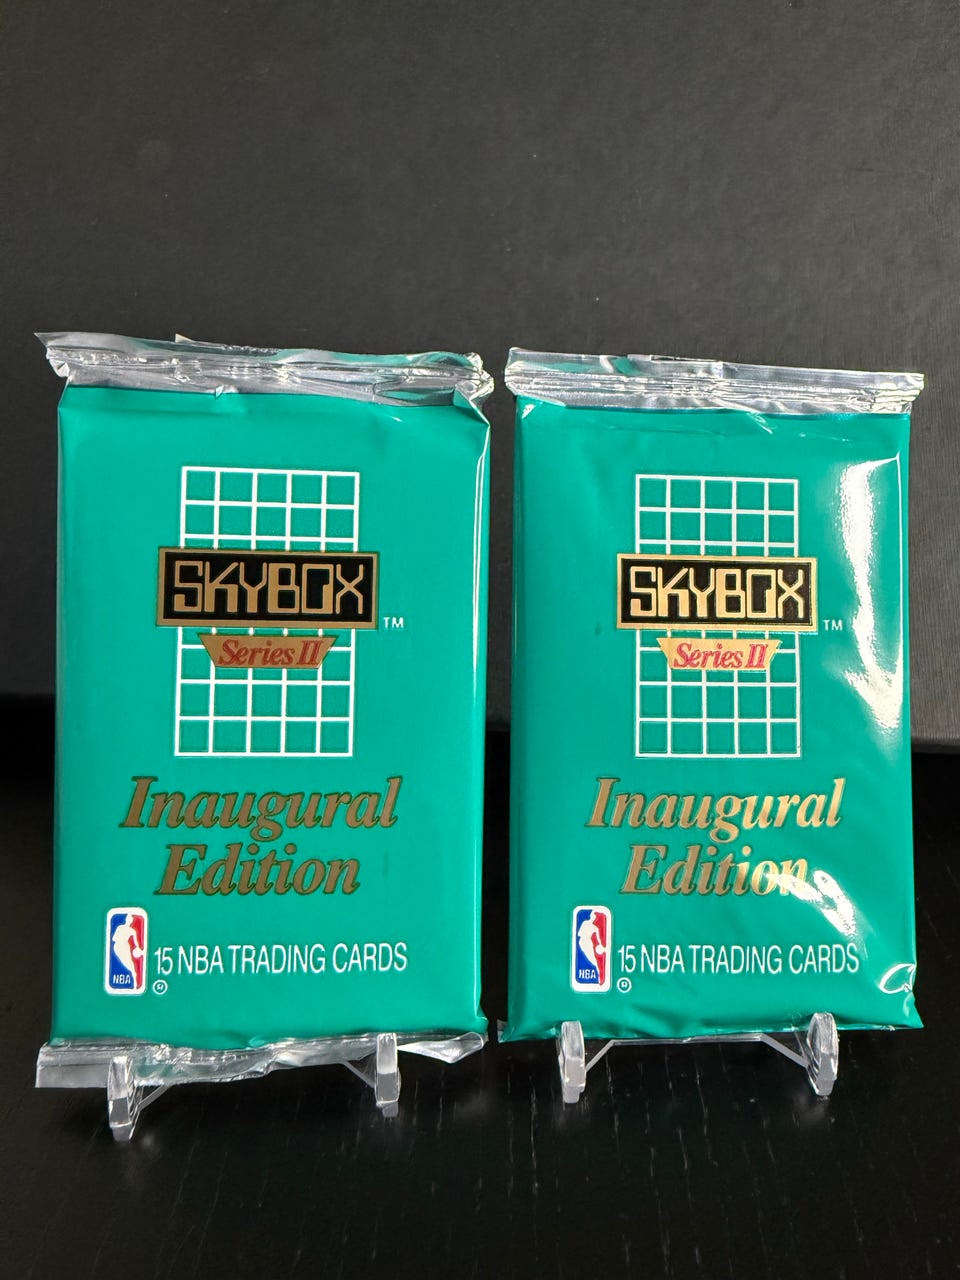 SKYBOX
TM
Series II
Inaugural
Edition
NBA
®
15 NBA TRADING CARDS
SKYBOX
TM
Series II
Inaugural
Edition
NBA
®
15 NBA TRADING CARDS